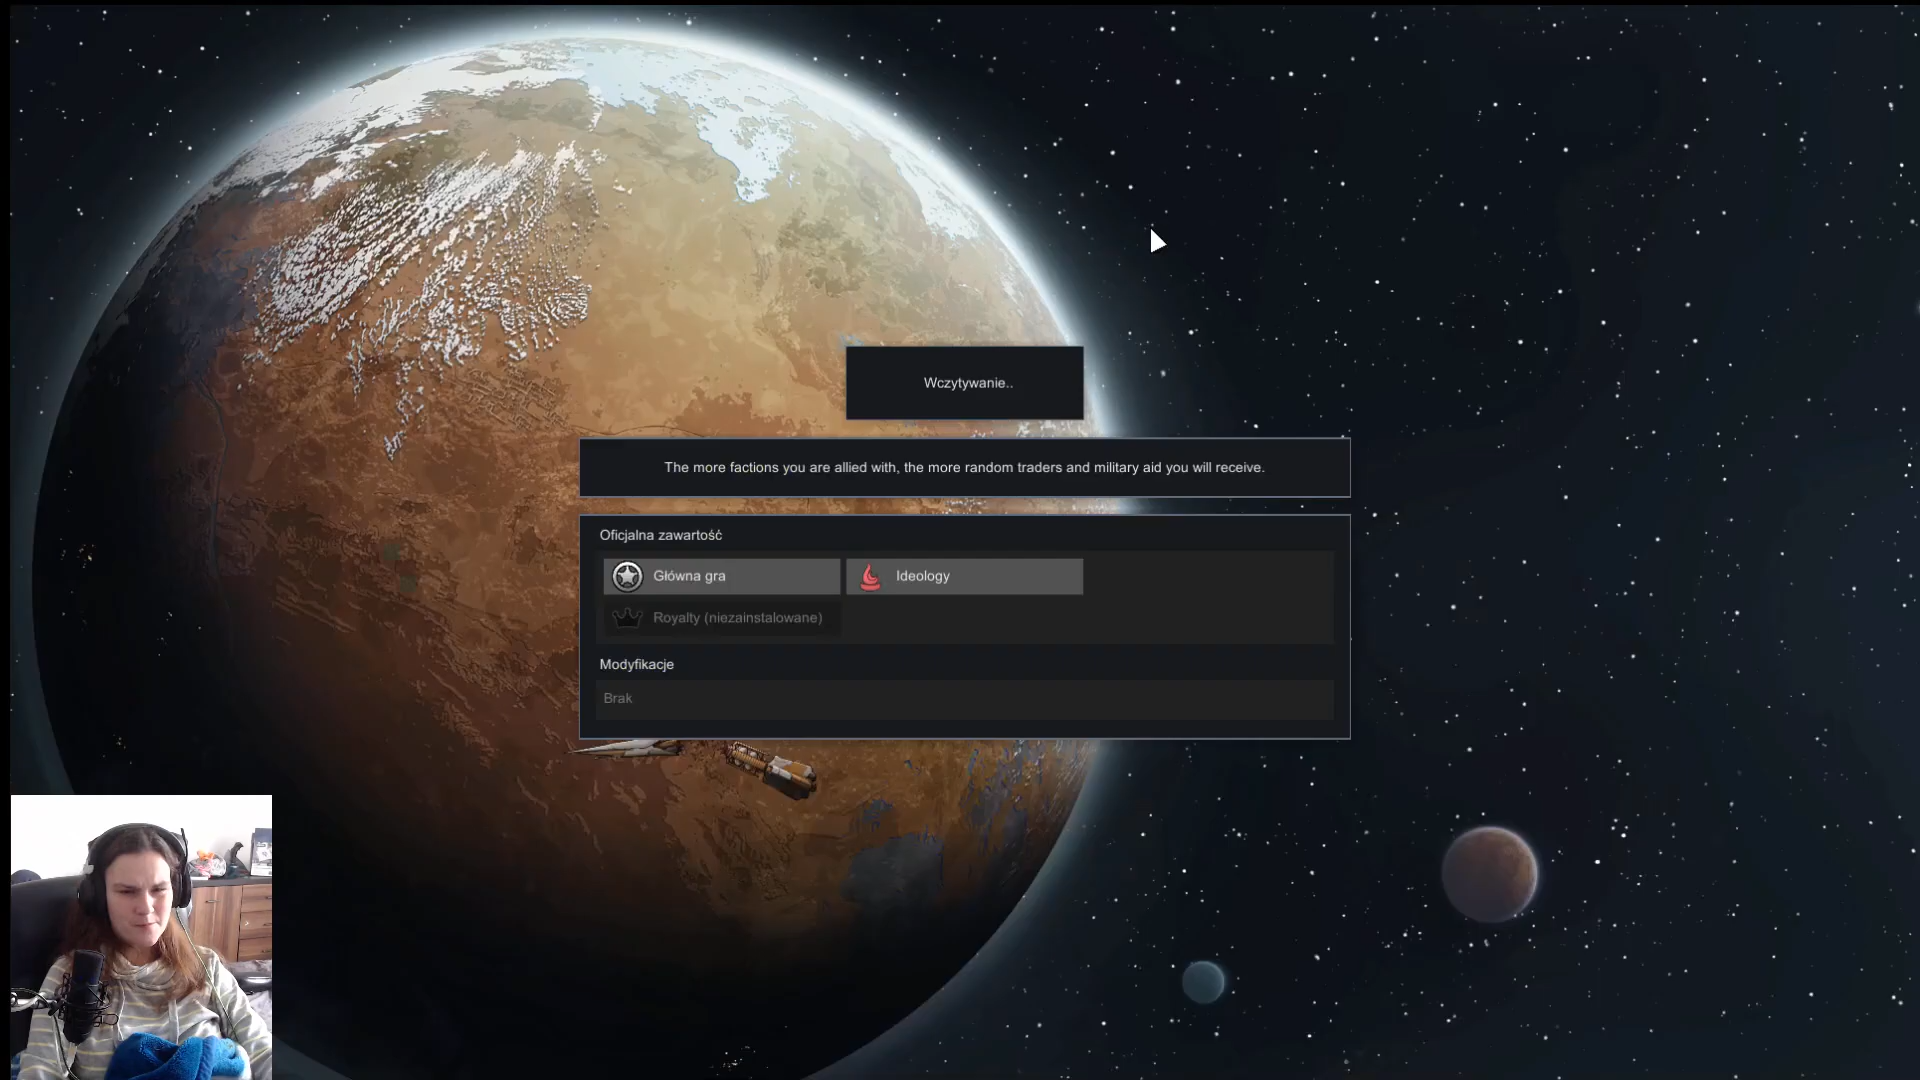 Wczytywanie..
The more factions you are allied with, the more random traders and military aid you will receive.
Oficjalna zawartość
Główna gra
Ideology
Royalty (niezainstalowane)
Modyfikacje
Brak